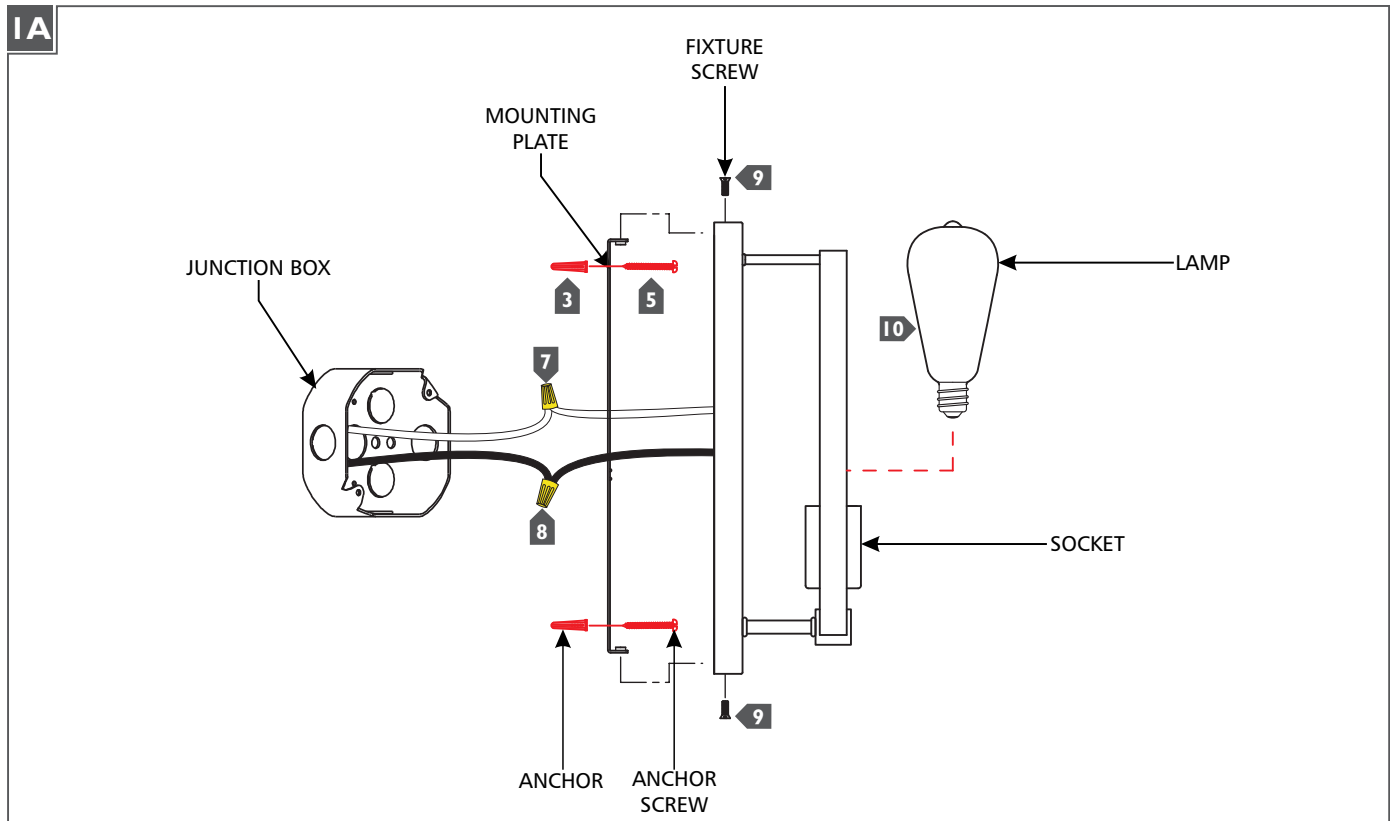 1A
FIXTURE
SCREW
MOUNTING
PLATE
9
JUNCTION BOX
LAMP
3
5
10
7
8
SOCKET
9
ANCHOR
ANCHOR
SCREW